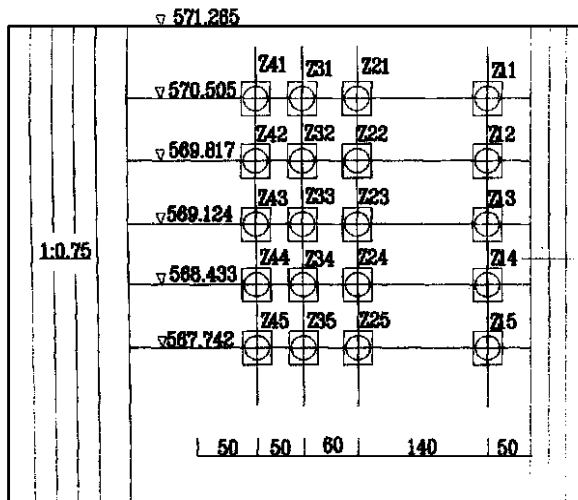 ▽ 571.265
Z41 Z31 Z21 Z11
▽ 570.505
Z42 Z32 Z22 Z12
▽ 569.817
Z43 Z33 Z23 Z13
▽ 569.124
1:0.75
Z44 Z34 Z24 Z14
▽ 568.433
Z45 Z35 Z25 Z15
▽ 567.742
50 50 60 140 50